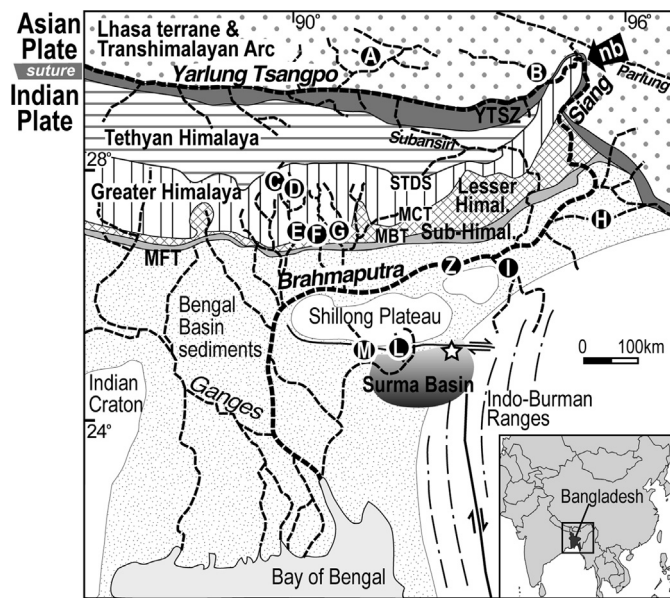 90°
96°
Asian
Plate
suture
Indian
Plate
Lhasa terrane &
Transhimalayan Arc
A
B
nb
Parlung
Yarlung Tsangpo
YTSZ
Siang
Tethyan Himalaya
Subansiri
28°
C
D
STDS
Greater Himalaya
Lesser
Himal.
MCT
H
E
F
G
MBT
Sub-Himal.
MFT
Brahmaputra
Z
I
Bengal
Basin
sediments
Shillong Plateau
M
L
0
100km
Surma Basin
Indian
Craton
Ganges
Indo-Burman
Ranges
24°
Bangladesh
Bay of Bengal